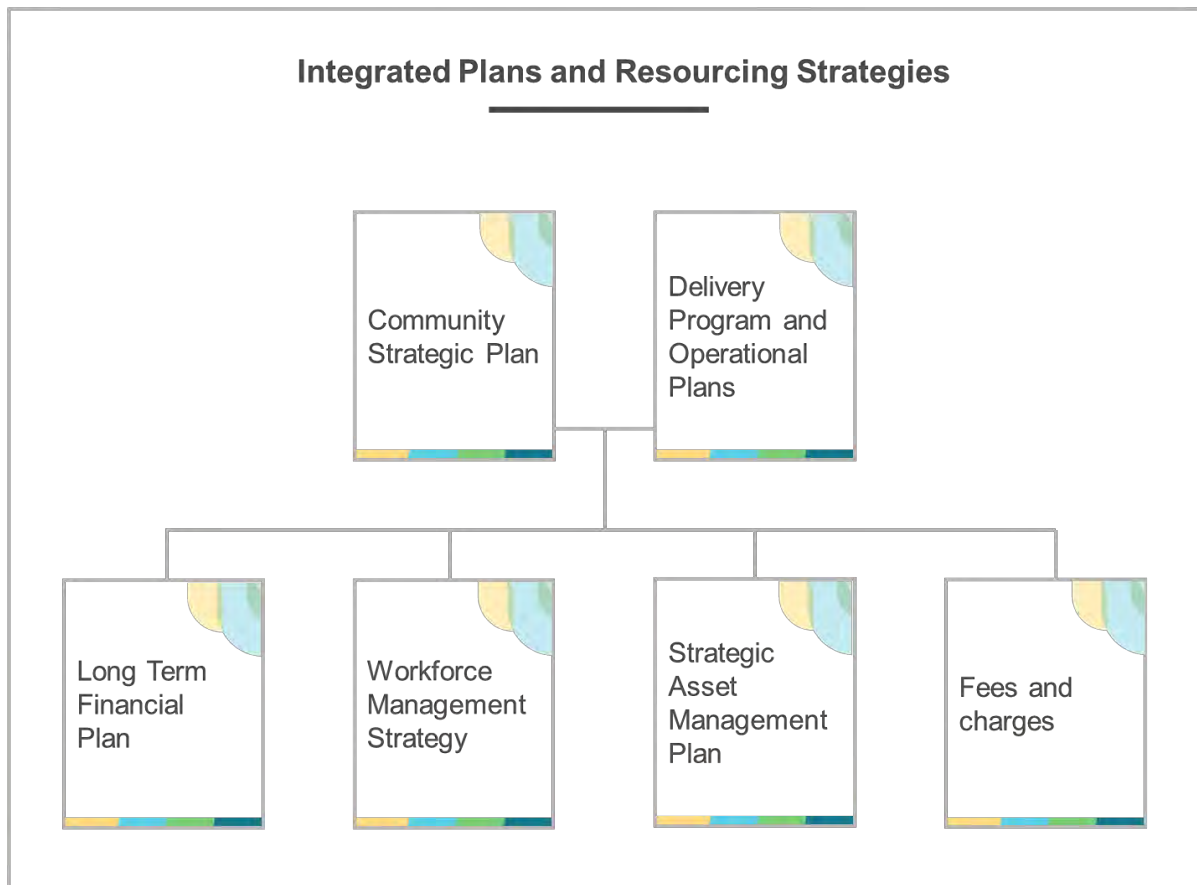 Integrated Plans and Resourcing Strategies
Community
Strategic Plan
Delivery
Program and
Operational
Plans
Long Term
Financial
Plan
Workforce
Management
Strategy
Strategic
Asset
Management
Plan
Fees and
charges